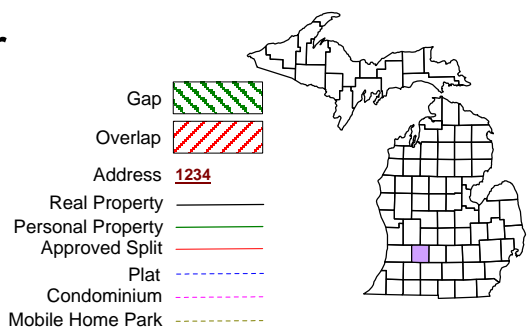 Gap
Overlap
Address 1234
Real Property
Personal Property
Approved Split
Plat
Condominium
Mobile Home Park